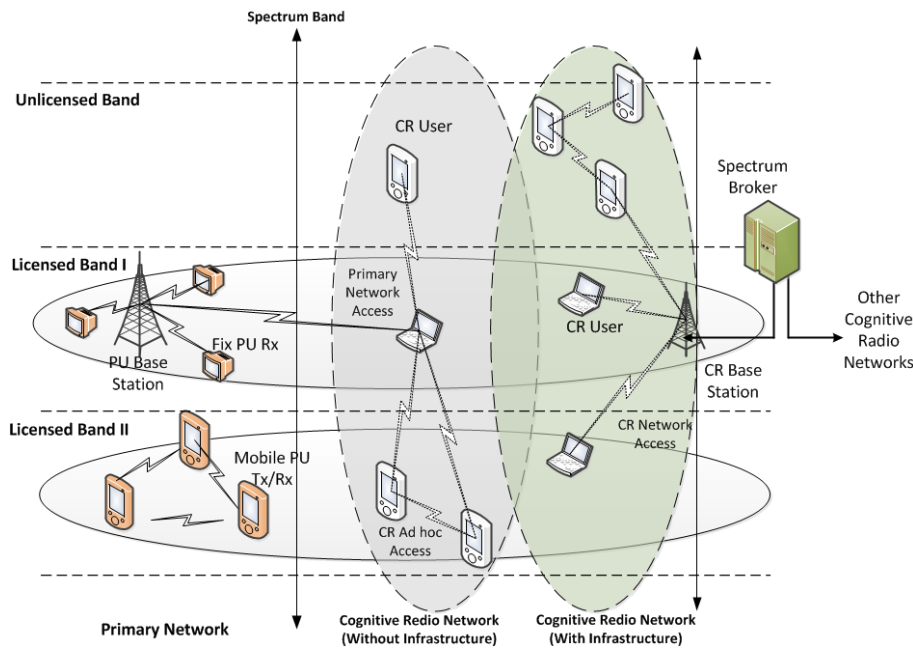 Spectrum Band
Unlicensed Band
CR User
Spectrum
Broker
Licensed Band I
Primary
Network
Access
Fix PU Rx
PU Base
Station
CR User
CR Base
Station
Other
Cognitive
Radio
Networks
Licensed Band II
CR Network
Access
Mobile PU
Tx/Rx
CR Ad hoc
Access
Primary Network
Cognitive Redio Network
(Without Infrastructure)
Cognitive Redio Network
(With Infrastructure)